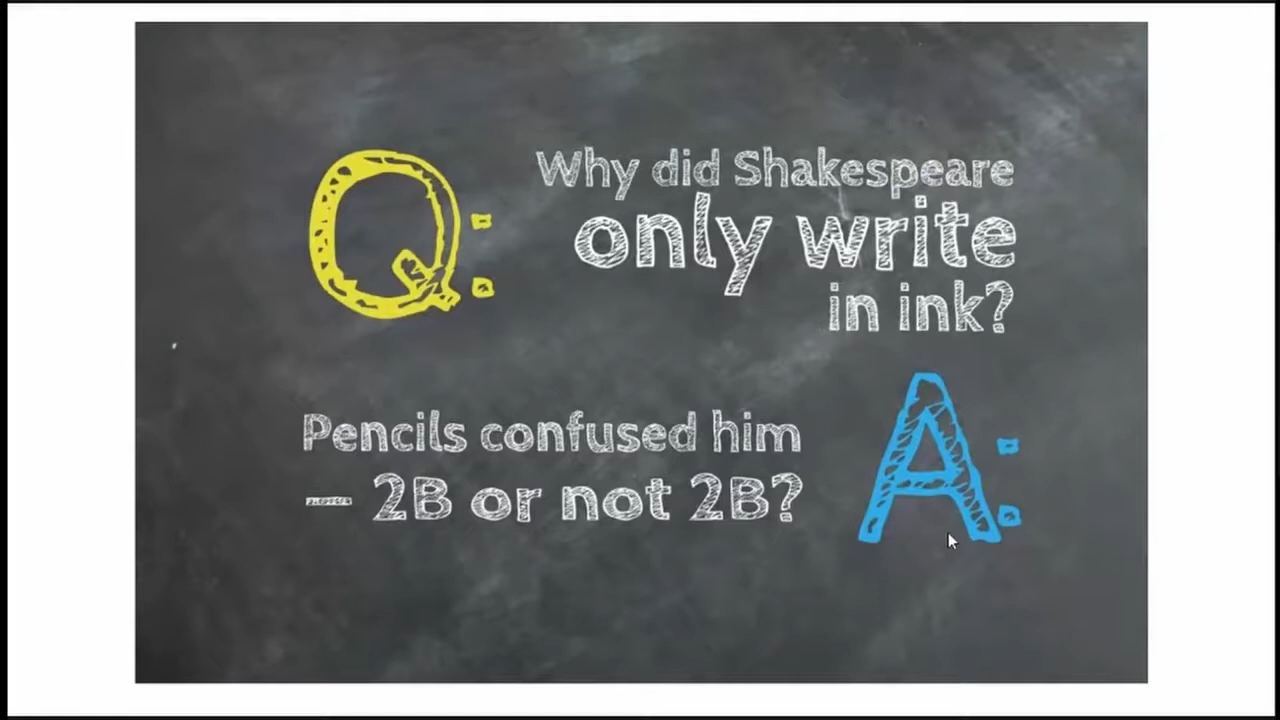 Q: Why did Shakespeare
only write
in ink?
Pencils confused him A:
– 2B or not 2B?